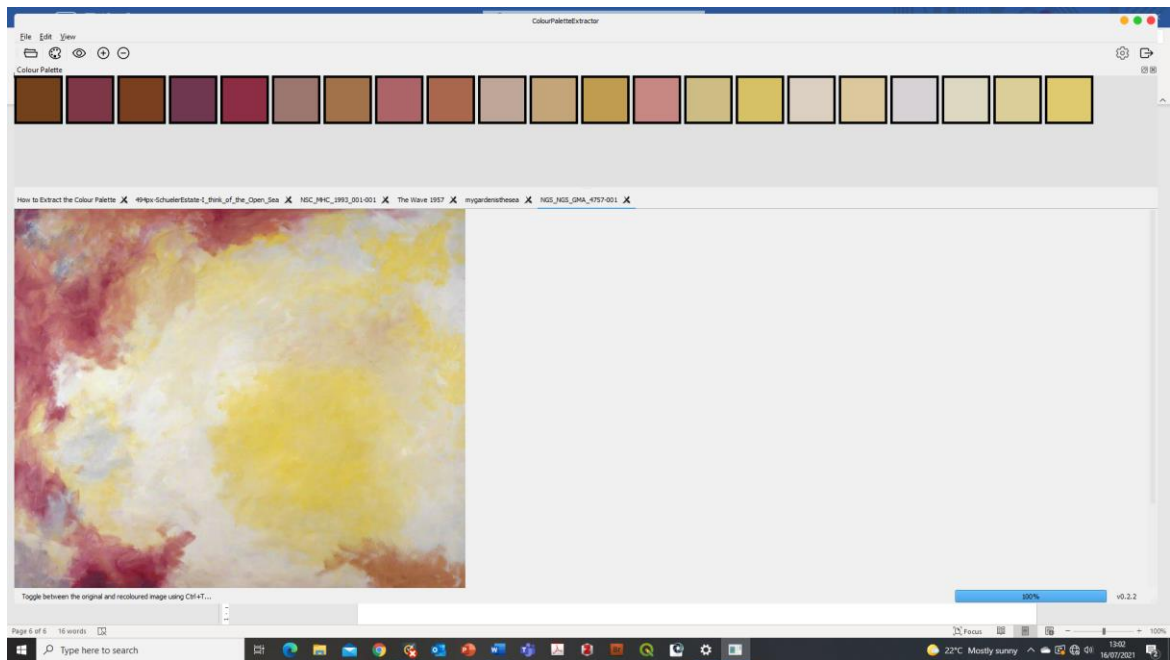 ColourPaletteExtractor
File Edit View
Colour Palette
How to Extract the Colour Palette 494px-SchuelerEstate-I_think_of_the_Open_Sea NSC_MHC_1993_001-001 The Wave 1957 mygardenisthesea NGS_NGS_GMA_4757-001
Toggle between the original and recoloured image using Ctrl+T... 100% v0.2.2
Page 6 of 6 16 words Focus 100%
Type here to search 22°C Mostly sunny 13:02
16/07/2021